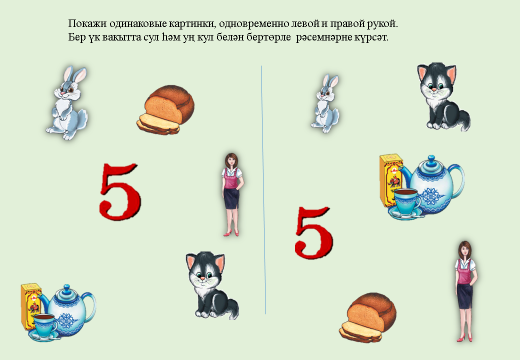 Покажи одинаковые картинки, одновременно левой и правой рукой.
Бер үк вакытта сул һәм уң кул белән бертөрле рәсемнәрне күрсәт.
5
5